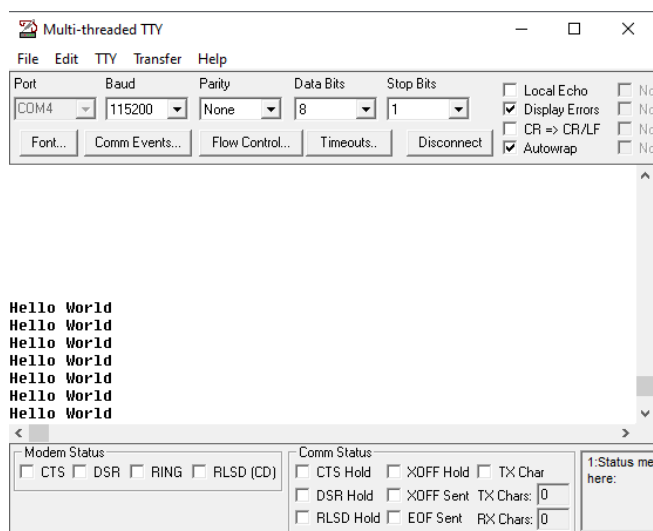 Multi-threaded TTY
File Edit TTY Transfer Help
Port Baud Parity Data Bits Stop Bits
COM4 115200 None 8 1
Local Echo
Display Errors
CR => CR/LF
Autowrap
Font... Comm Events... Flow Control... Timeouts.. Disconnect
Hello World
Hello World
Hello World
Hello World
Hello World
Hello World
Hello World
Modem Status
CTS DSR RING RLSD (CD)
Comm Status
CTS Hold XOFF Hold TX Char
DSR Hold XOFF Sent TX Chars: 0
RLSD Hold EOF Sent RX Chars: 0
1:Status me
here: